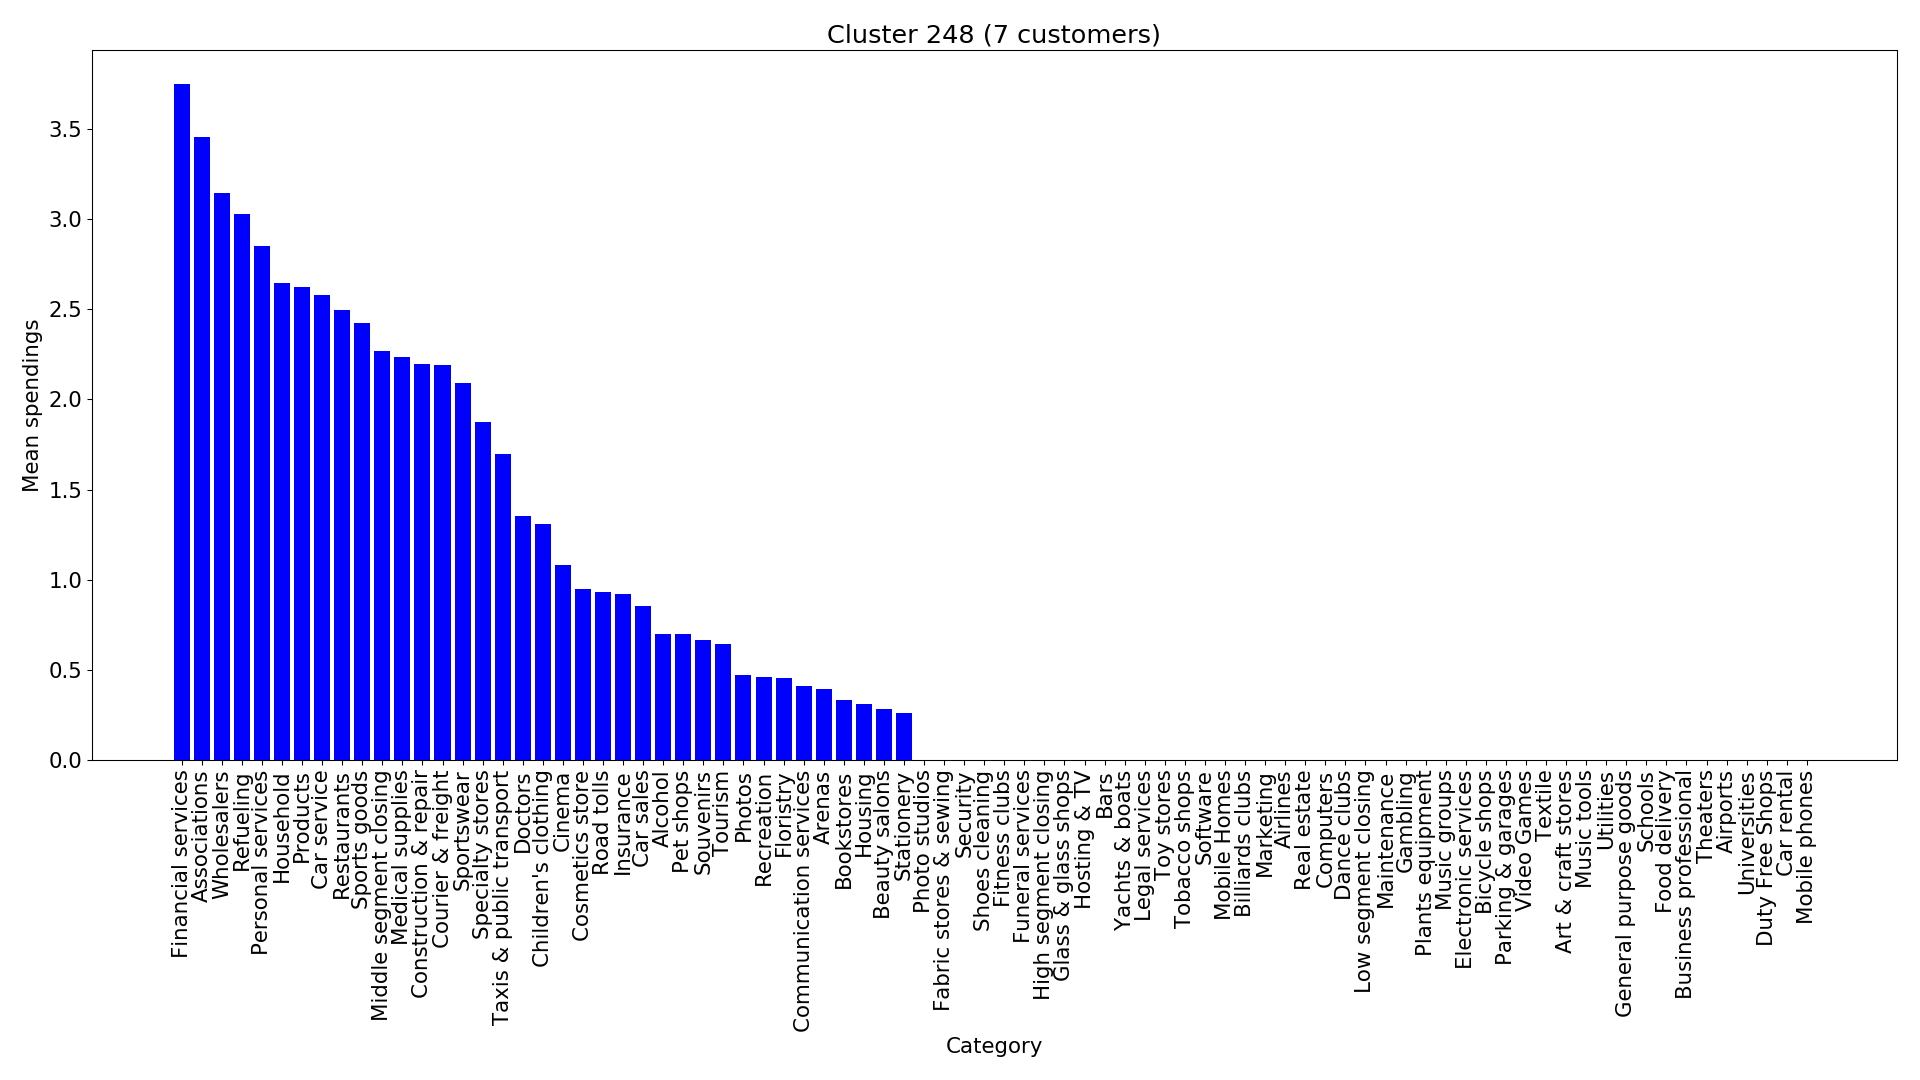 Cluster 248 (7 customers)
Mean spendings
3.5
3.0
2.5
2.0
1.5
1.0
0.5
0.0
Financial services
Associations
Wholesalers
Refueling
Personal services
Household
Products
Car service
Restaurants
Sports goods
Middle segment closing
Medical supplies
Construction & repair
Courier & freight
Sportswear
Specialty stores
Taxis & public transport
Doctors
Children's clothing
Cinema
Cosmetics store
Road tolls
Insurance
Car sales
Alcohol
Pet shops
Souvenirs
Tourism
Photos
Recreation
Floristry
Communication services
Arenas
Bookstores
Housing
Beauty salons
Stationery
Photo studios
Fabric stores & sewing
Security
Shoes cleaning
Fitness clubs
Funeral services
High segment closing
Glass & glass shops
Hosting & TV
Bars
Yachts & boats
Legal services
Toy stores
Tobacco shops
Software
Mobile Homes
Billiards clubs
Marketing
Airlines
Real estate
Computers
Dance clubs
Low segment closing
Maintenance
Gambling
Plants equipment
Music groups
Electronic services
Bicycle shops
Parking & garages
Video Games
Textile
Art & craft stores
Music tools
Utilities
General purpose goods
Schools
Food delivery
Business professional
Theaters
Airports
Universities
Duty Free Shops
Car rental
Mobile phones
Category